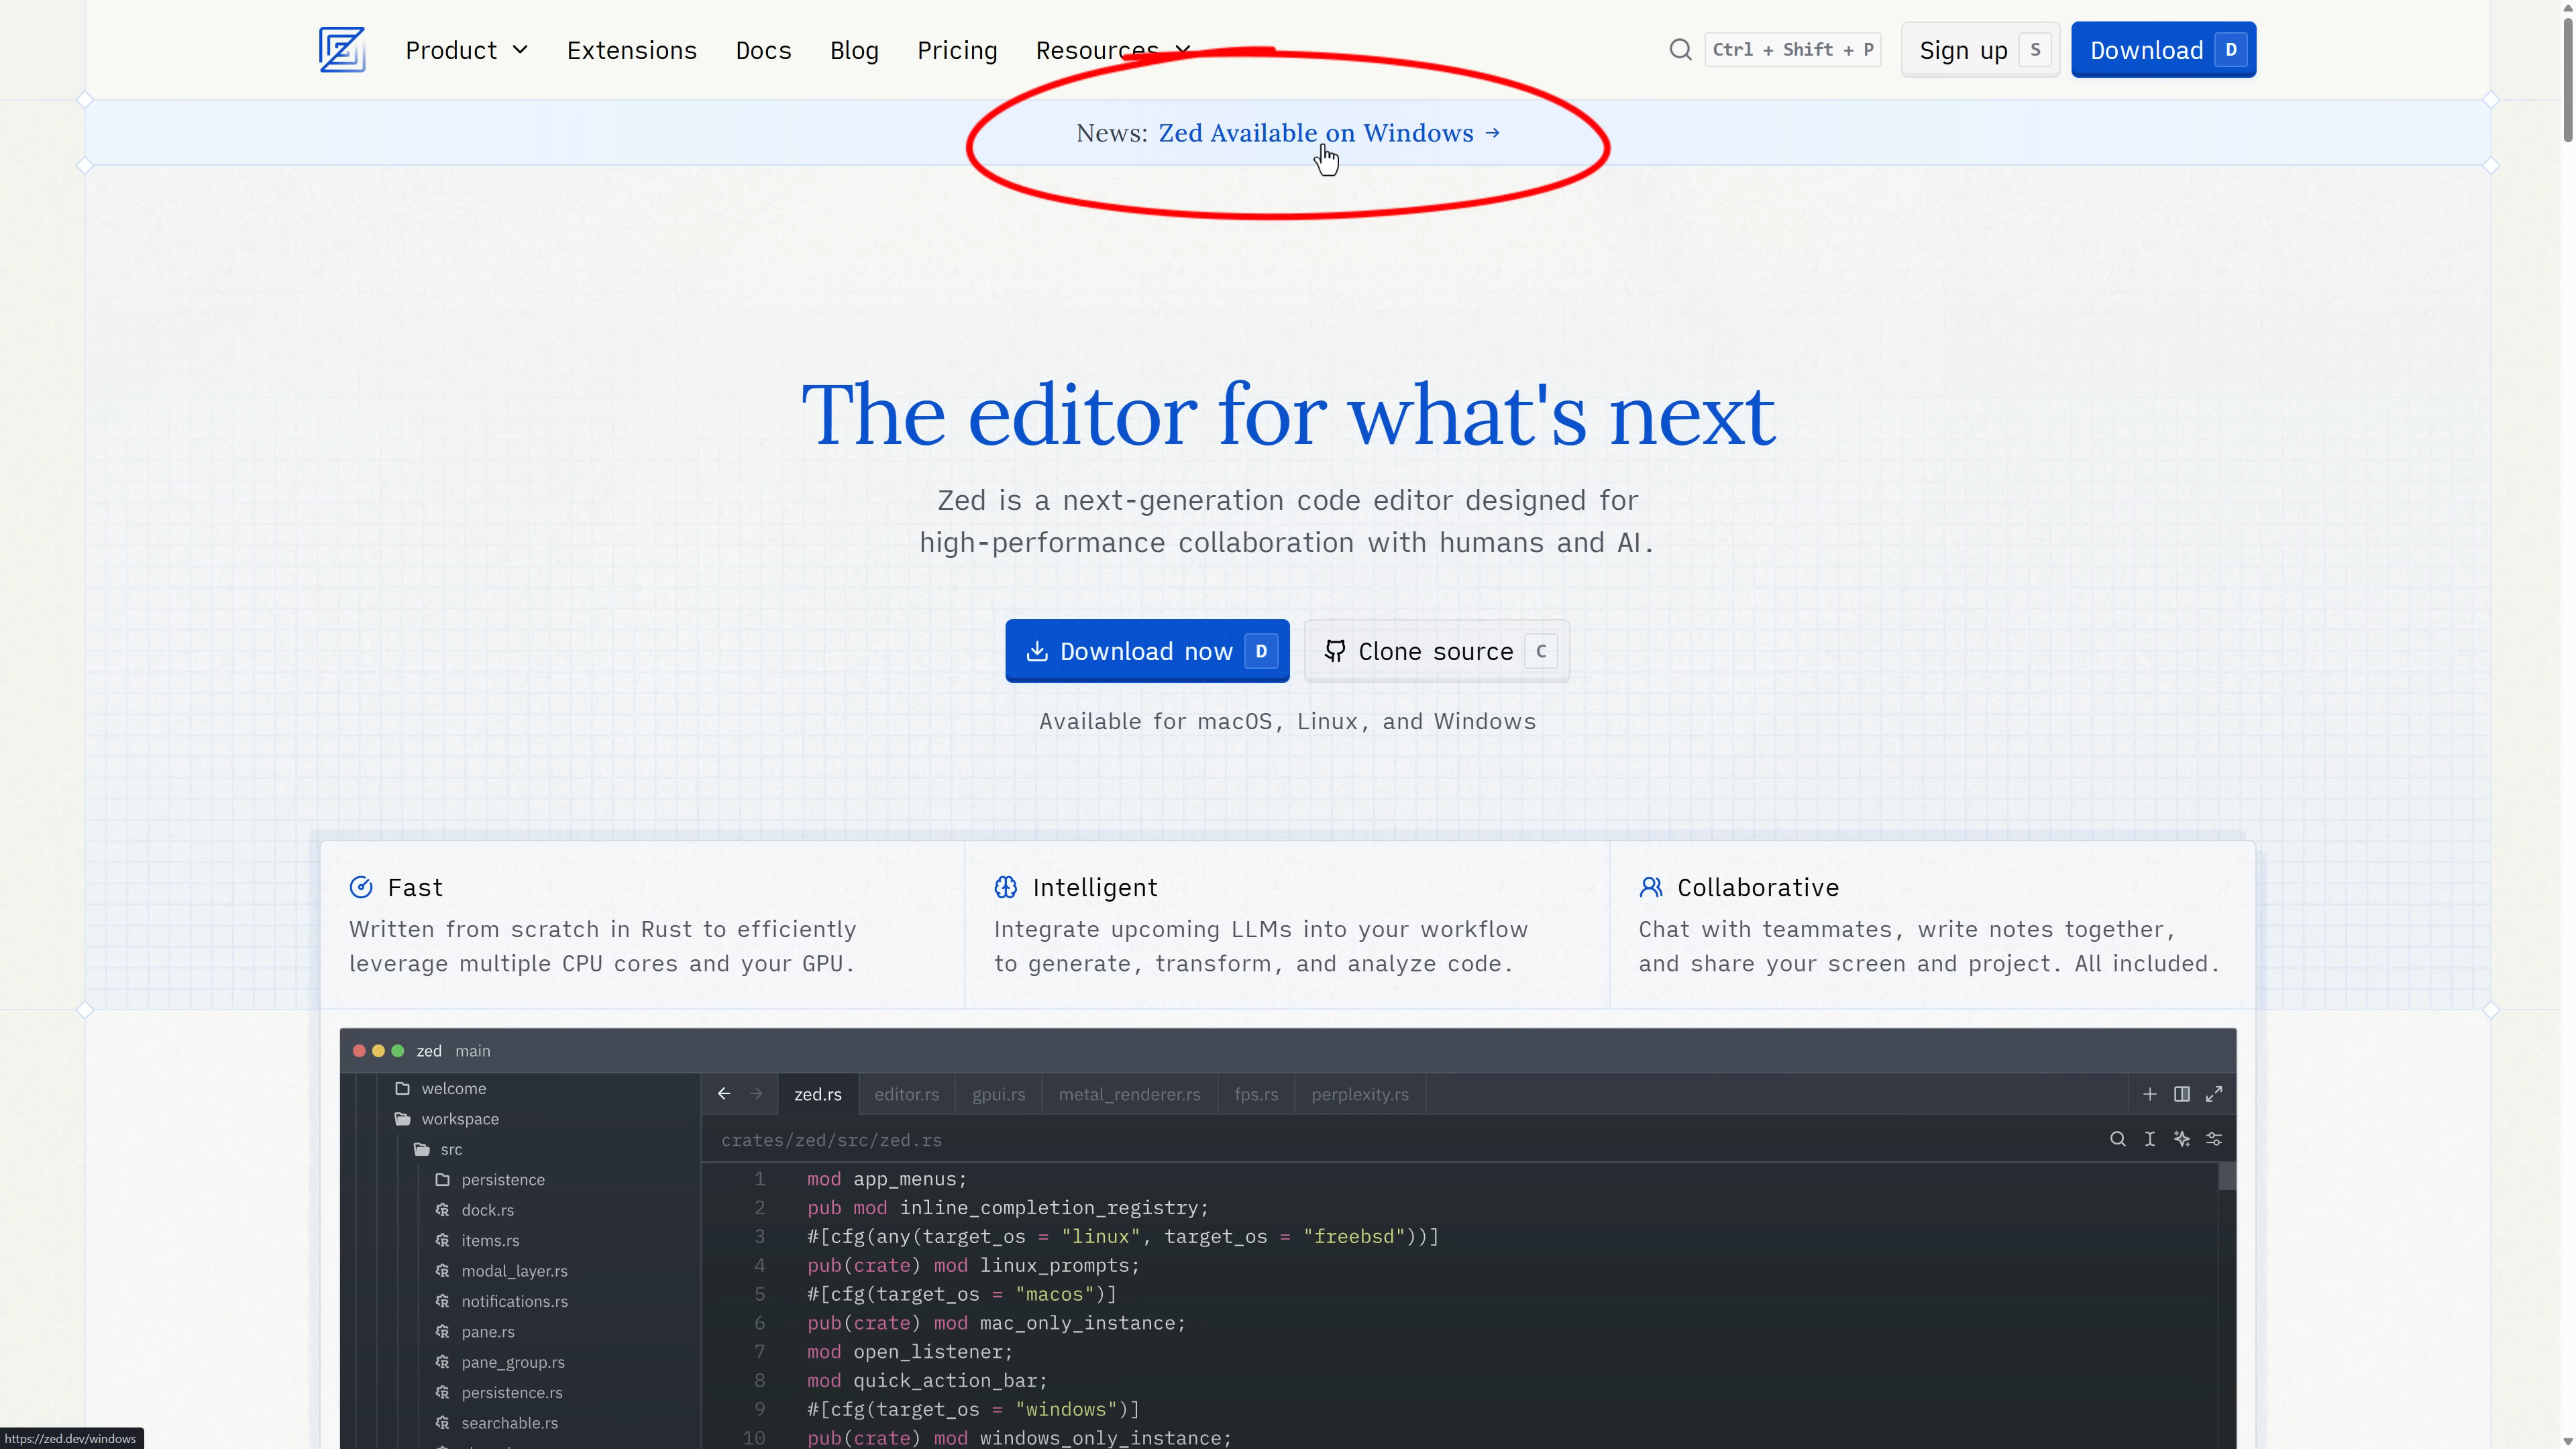 Product Extensions Docs Blog Pricing Resources Ctrl + Shift + P Sign up S Download D
News: Zed Available on Windows →
The editor for what's next
Zed is a next-generation code editor designed for
high-performance collaboration with humans and AI.
Download now D Clone source C
Available for macOS, Linux, and Windows
Fast
Written from scratch in Rust to efficiently
leverage multiple CPU cores and your GPU.
Intelligent
Integrate upcoming LLMs into your workflow
to generate, transform, and analyze code.
Collaborative
Chat with teammates, write notes together,
and share your screen and project. All included.
zed main
welcome
workspace
src
persistence
dock.rs
items.rs
modal_layer.rs
notifications.rs
pane.rs
pane_group.rs
persistence.rs
searchable.rs
zed.rs editor.rs gpui.rs metal_renderer.rs fps.rs perplexity.rs
crates/zed/src/zed.rs
1 mod app_menus;
2 pub mod inline_completion_registry;
3 #[cfg(any(target_os = "linux", target_os = "freebsd"))]
4 pub(crate) mod linux_prompts;
5 #[cfg(target_os = "macos")]
6 pub(crate) mod mac_only_instance;
7 mod open_listener;
8 mod quick_action_bar;
9 #[cfg(target_os = "windows")]
10 pub(crate) mod windows_only_instance;
https://zed.dev/windows